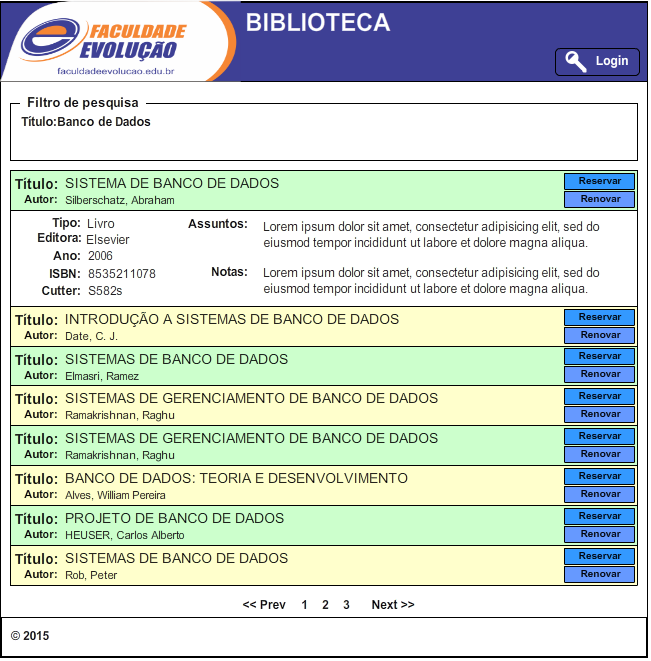 BIBLIOTECA
FACULDADE
EVOLUÇÃO
faculdadeevolucao.edu.br
Login
Filtro de pesquisa
Título:Banco de Dados
Título: SISTEMA DE BANCO DE DADOS Reservar
Autor: Silberschatz, Abraham Renovar
Tipo: Livro
Editora: Elsevier
Ano: 2006
ISBN: 8535211078
Cutter: S582s
Assuntos: Lorem ipsum dolor sit amet, consectetur adipisicing elit, sed do
eiusmod tempor incididunt ut labore et dolore magna aliqua.
Notas: Lorem ipsum dolor sit amet, consectetur adipisicing elit, sed do
eiusmod tempor incididunt ut labore et dolore magna aliqua.
Título: INTRODUÇÃO A SISTEMAS DE BANCO DE DADOS Reservar
Autor: Date, C. J. Renovar
Título: SISTEMAS DE BANCO DE DADOS Reservar
Autor: Elmasri, Ramez Renovar
Título: SISTEMAS DE GERENCIAMENTO DE BANCO DE DADOS Reservar
Autor: Ramakrishnan, Raghu Renovar
Título: SISTEMAS DE GERENCIAMENTO DE BANCO DE DADOS Reservar
Autor: Ramakrishnan, Raghu Renovar
Título: BANCO DE DADOS: TEORIA E DESENVOLVIMENTO Reservar
Autor: Alves, William Pereira Renovar
Título: PROJETO DE BANCO DE DADOS Reservar
Autor: HEUSER, Carlos Alberto Renovar
Título: SISTEMAS DE BANCO DE DADOS Reservar
Autor: Rob, Peter Renovar
<< Prev 1 2 3 Next >>
© 2015